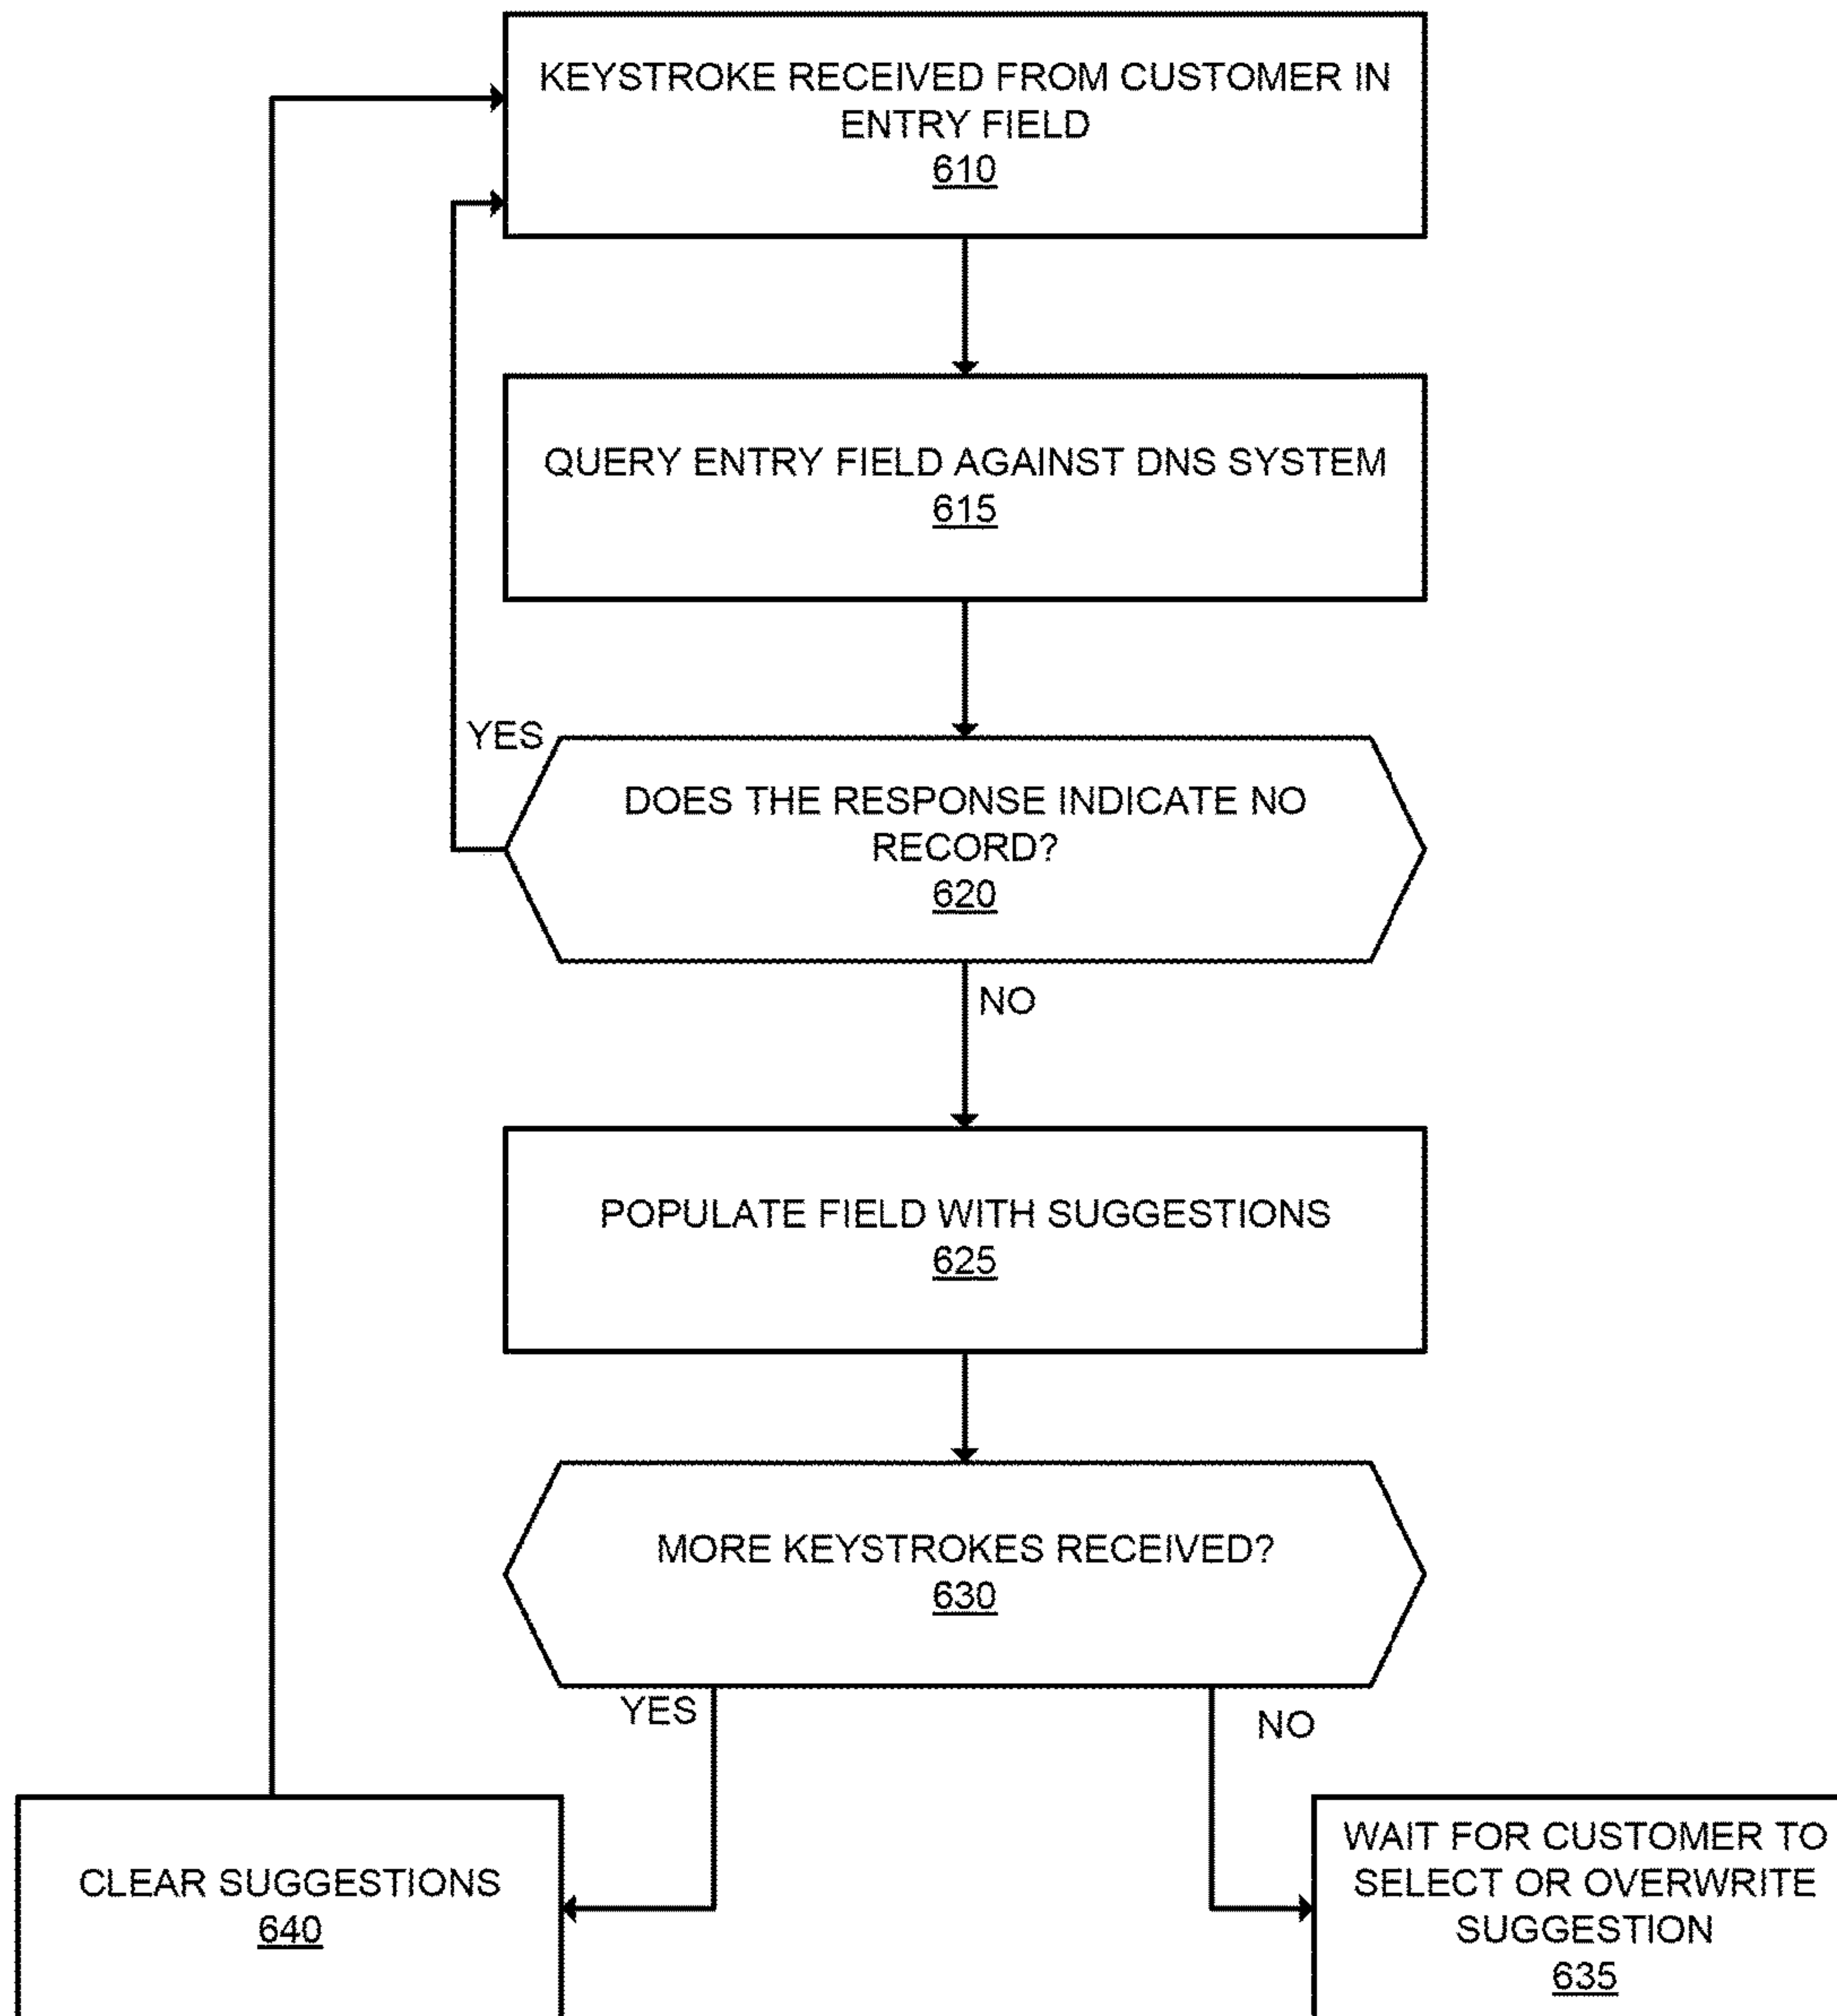 KEYSTROKE RECEIVED FROM CUSTOMER IN
ENTRY FIELD
610
QUERY ENTRY FIELD AGAINST DNS SYSTEM
615
YES
DOES THE RESPONSE INDICATE NO
RECORD?
620
NO
POPULATE FIELD WITH SUGGESTIONS
625
MORE KEYSTROKES RECEIVED?
630
YES
NO
CLEAR SUGGESTIONS
640
WAIT FOR CUSTOMER TO
SELECT OR OVERWRITE
SUGGESTION
635